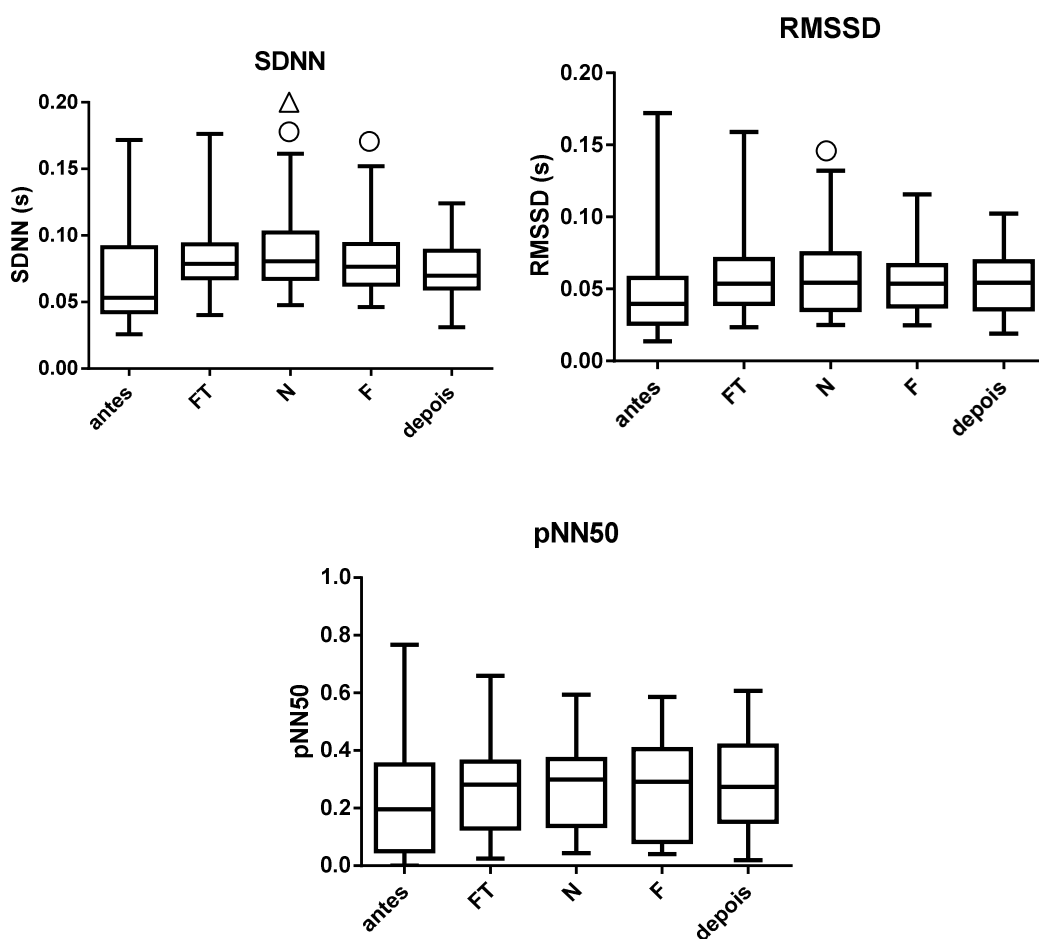 SDNN
SDNN (s)
0.20
0.15
0.10
0.05
0.00
antes
FT
N
F
depois
RMSSD
RMSSD (s)
0.20
0.15
0.10
0.05
0.00
antes
FT
N
F
depois
pNN50
pNN50
1.0
0.8
0.6
0.4
0.2
0.0
antes
FT
N
F
depois